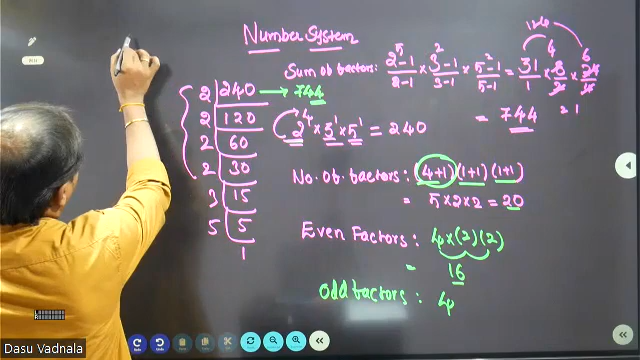 Number System
Sum of factors: 2⁵-1/2-1 × 3²-1/3-1 × 5²-1/5-1 = 31/1 × 8/2 × 24/4
= 744
2 | 240 → 744
2 | 120
2 | 60
2 | 30
3 | 15
5 | 5
1
2⁴ × 3¹ × 5¹ = 240
No. of factors: (4+1) (1+1) (1+1)
= 5×2×2 = 20
Even Factors: 4×(2)(2)
= 16
Odd factors: 4
Dasu Vadnala